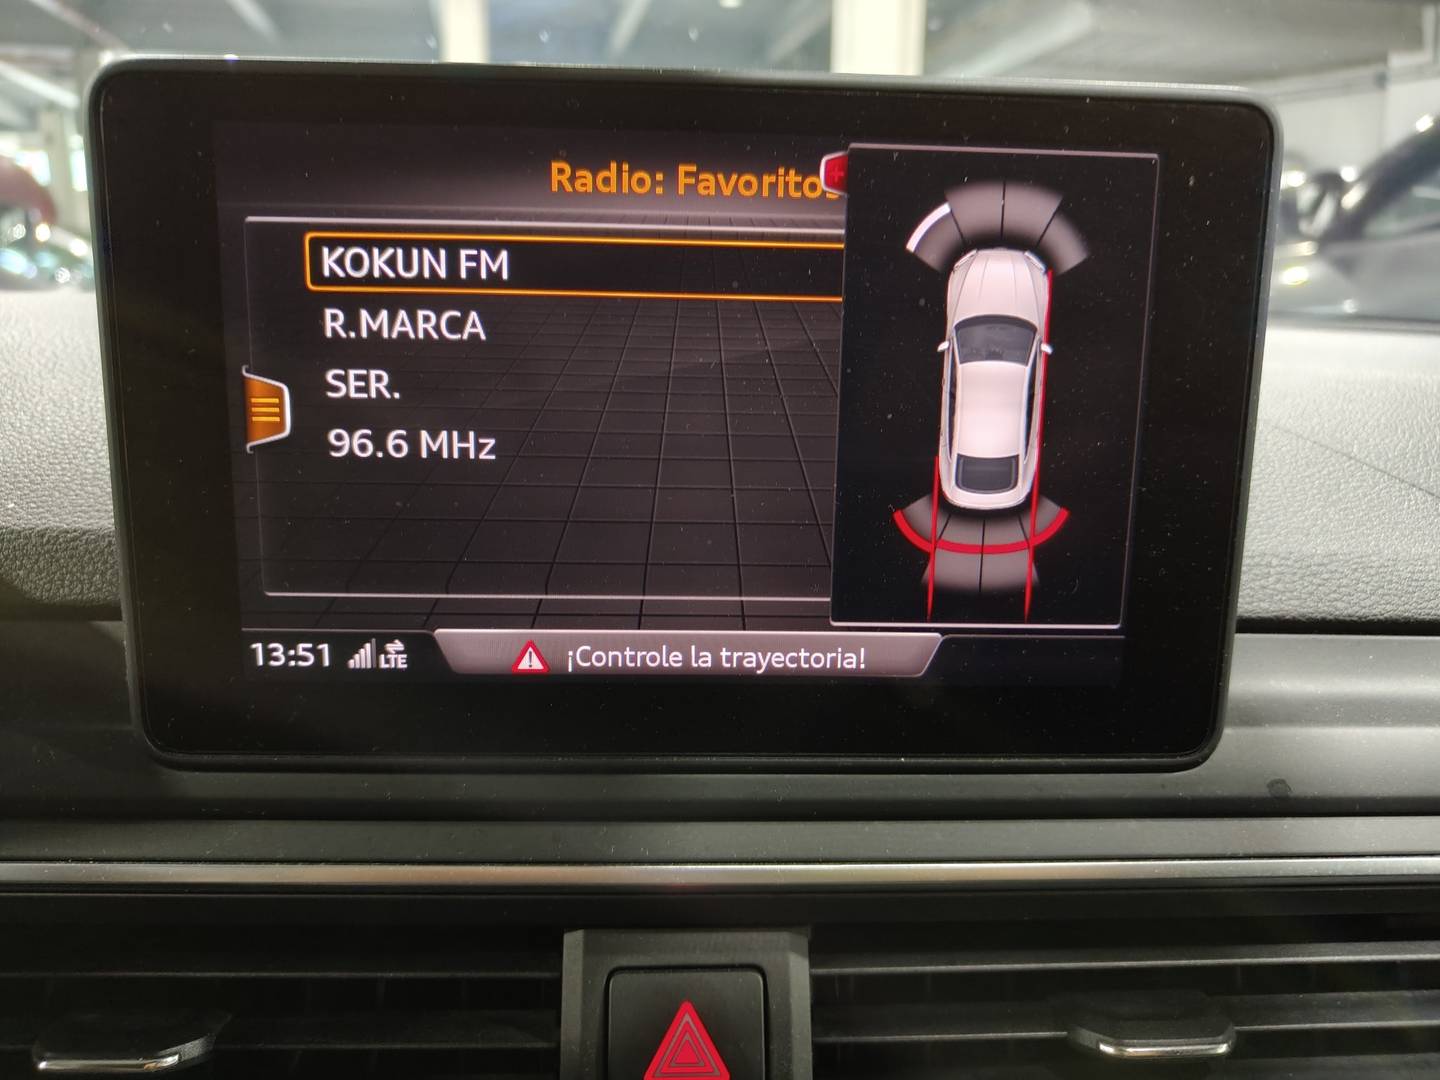 Radio: Favoritos
KOKUN FM
R.MARCA
SER.
96.6 MHz
13:51 LTE ¡Controle la trayectoria!